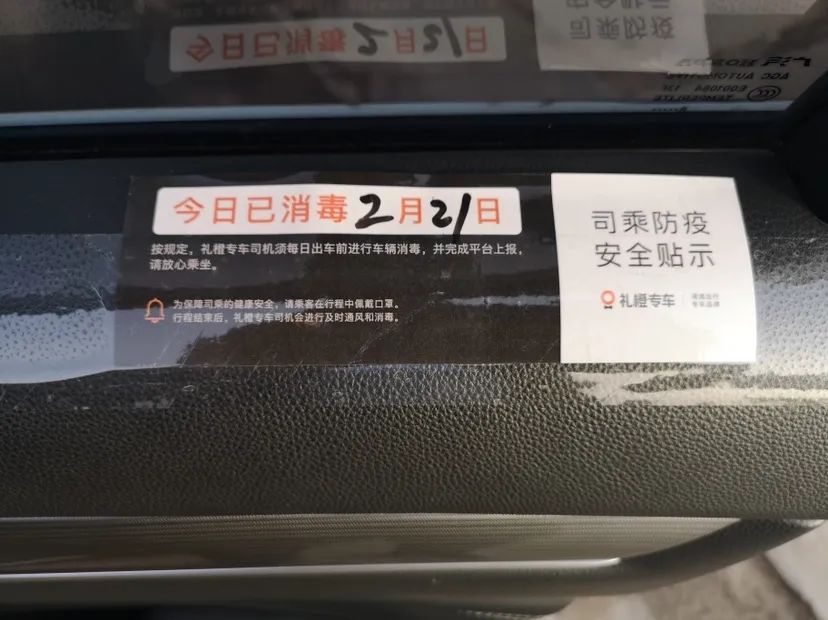 今日已消毒2月21日
按规定，礼橙专车司机须每日出车前进行车辆消毒，并完成平台上报，
请放心乘坐。
为保障司乘的健康安全，请乘客在行程中佩戴口罩。
行程结束后，礼橙专车司机会进行及时通风和消毒。
司乘防疫
安全贴示
礼橙专车
专车品牌